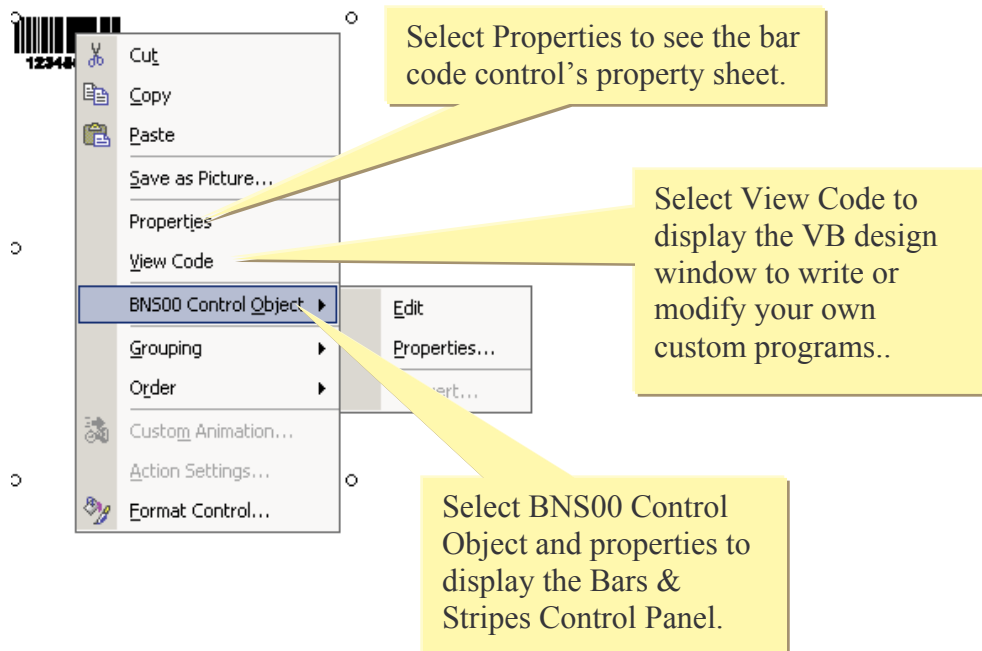 Select Properties to see the bar
code control's property sheet.
Cut
Copy
Paste
Save as Picture...
Properties
View Code
BNS00 Control Object
Grouping
Order
Custom Animation...
Action Settings...
Format Control...
Edit
Properties...
Select View Code to
display the VB design
window to write or
modify your own
custom programs..
Select BNS00 Control
Object and properties to
display the Bars &
Stripes Control Panel.